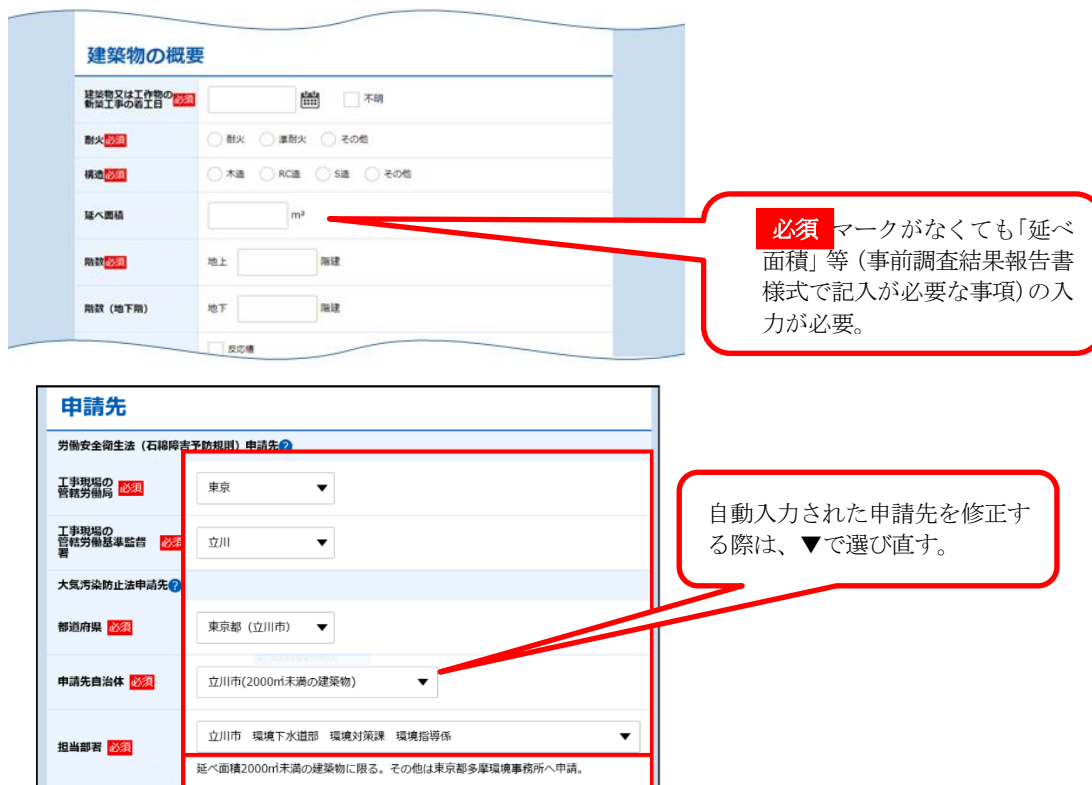 建築物の概要
建築物又は工作物の
新築工事の着工日 必須
不明
耐火 必須
耐火 準耐火 その他
構造 必須
木造 RC造 S造 その他
延べ面積
m²
階数 必須
地上 階建
階数（地下階）
地下 階建
反応槽
必須 マークがなくても「延べ
面積」等（事前調査結果報告書
様式で記入が必要な事項）の入
力が必要。
申請先
労働安全衛生法（石綿障害予防規則）申請先?
工事現場の
管轄労働局 必須
東京 ▼
工事現場の
管轄労働基準監督
署 必須
立川 ▼
大気汚染防止法申請先?
都道府県 必須
東京都（立川市） ▼
申請先自治体 必須
立川市(2000㎡未満の建築物) ▼
担当部署 必須
立川市 環境下水道部 環境対策課 環境指導係 ▼
延べ面積2000㎡未満の建築物に限る。その他は東京都多摩環境事務所へ申請。
自動入力された申請先を修正す
る際は、▼で選び直す。